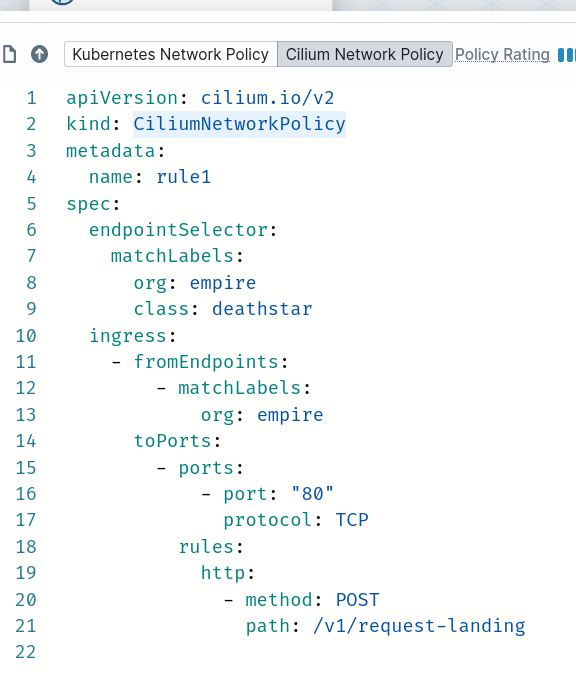 Kubernetes Network Policy Cilium Network Policy Policy Rating
1 apiVersion: cilium.io/v2
2 kind: CiliumNetworkPolicy
3 metadata:
4   name: rule1
5 spec:
6   endpointSelector:
7     matchLabels:
8       org: empire
9       class: deathstar
10   ingress:
11     - fromEndpoints:
12         - matchLabels:
13             org: empire
14       toPorts:
15         - ports:
16             - port: "80"
17               protocol: TCP
18           rules:
19             http:
20               - method: POST
21                 path: /v1/request-landing
22